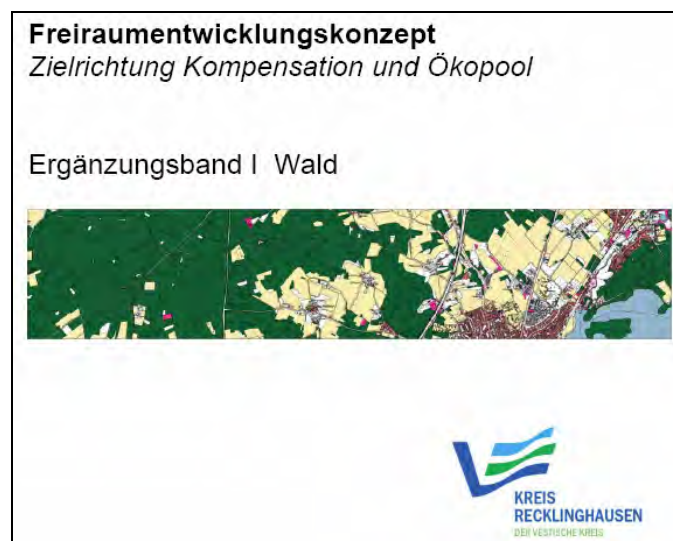 Freiraumentwicklungskonzept
Zielrichtung Kompensation und Ökopool
Ergänzungsband I Wald
KREIS
RECKLINGHAUSEN
DER VESTISCHE KREIS